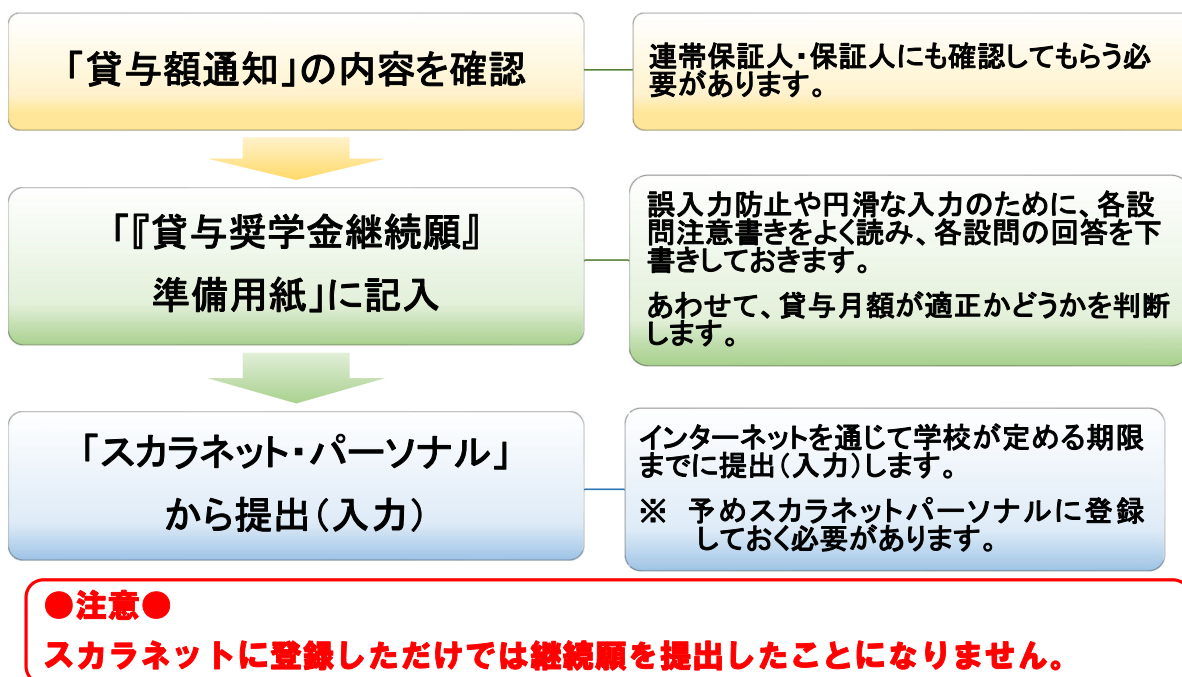 「貸与額通知」の内容を確認
連帯保証人・保証人にも確認してもらう必
要があります。
「『貸与奨学金継続願』
準備用紙」に記入
誤入力防止や円滑な入力のために、各設
問注意書きをよく読み、各設問の回答を下
書きしておきます。
あわせて、貸与月額が適正かどうかを判断
します。
「スカラネット・パーソナル」
から提出（入力）
インターネットを通じて学校が定める期限
までに提出（入力）します。
※　予めスカラネットパーソナルに登録
しておく必要があります。
●注意●
スカラネットに登録しただけでは継続願を提出したことになりません。